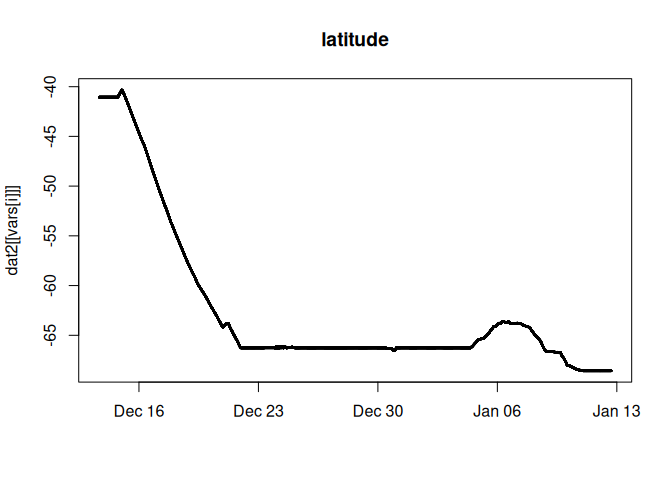 latitude
dat2[[vars[i]]]
-40
-45
-50
-55
-60
-65
Dec 16
Dec 23
Dec 30
Jan 06
Jan 13